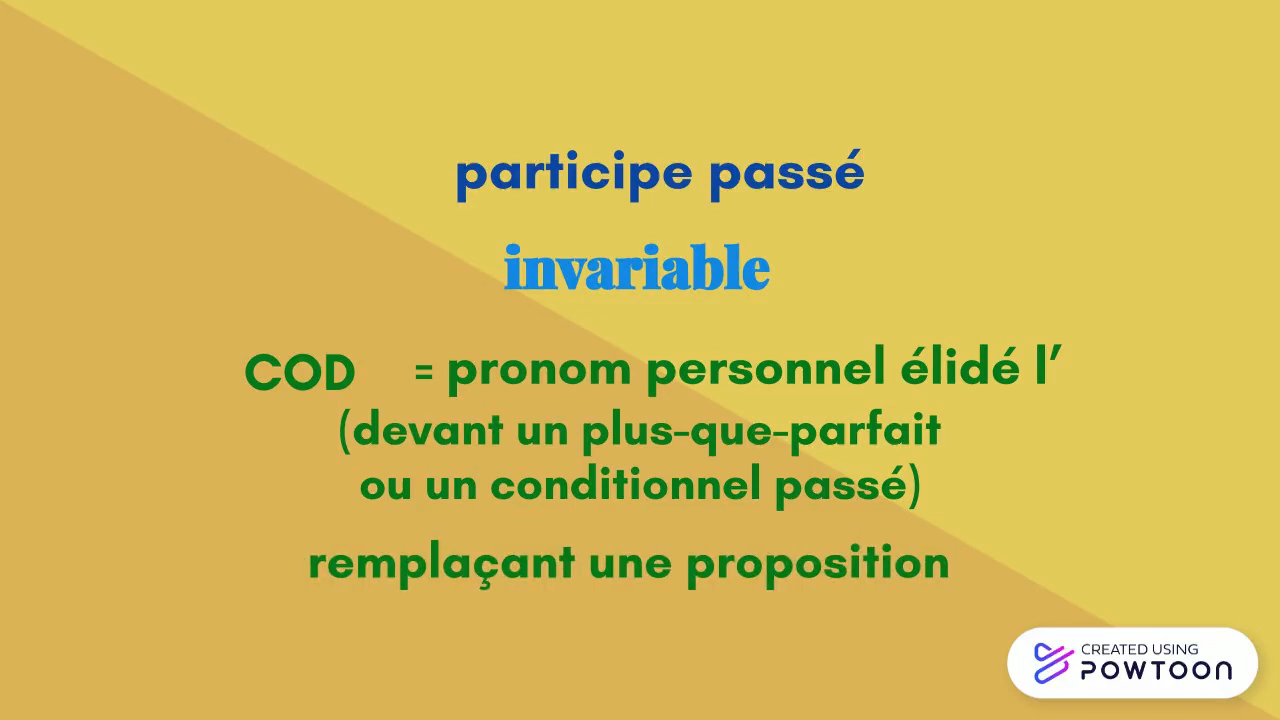 participe passé
invariable
COD = pronom personnel élidé l’
(devant un plus-que-parfait
ou un conditionnel passé)
remplaçant une proposition
CREATED USING
POWTOON